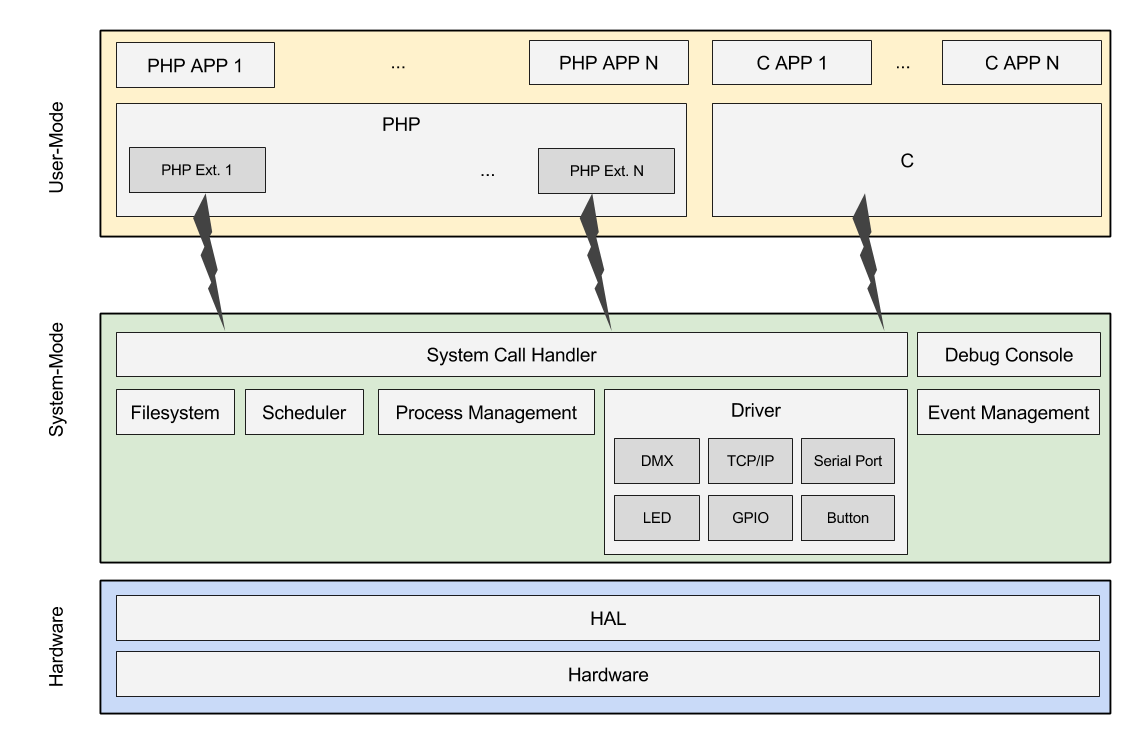 User-Mode
PHP APP 1
...
PHP APP N
C APP 1
...
C APP N
PHP
PHP Ext. 1
...
PHP Ext. N
C
System-Mode
System Call Handler
Debug Console
Filesystem
Scheduler
Process Management
Driver
DMX
TCP/IP
Serial Port
LED
GPIO
Button
Event Management
Hardware
HAL
Hardware